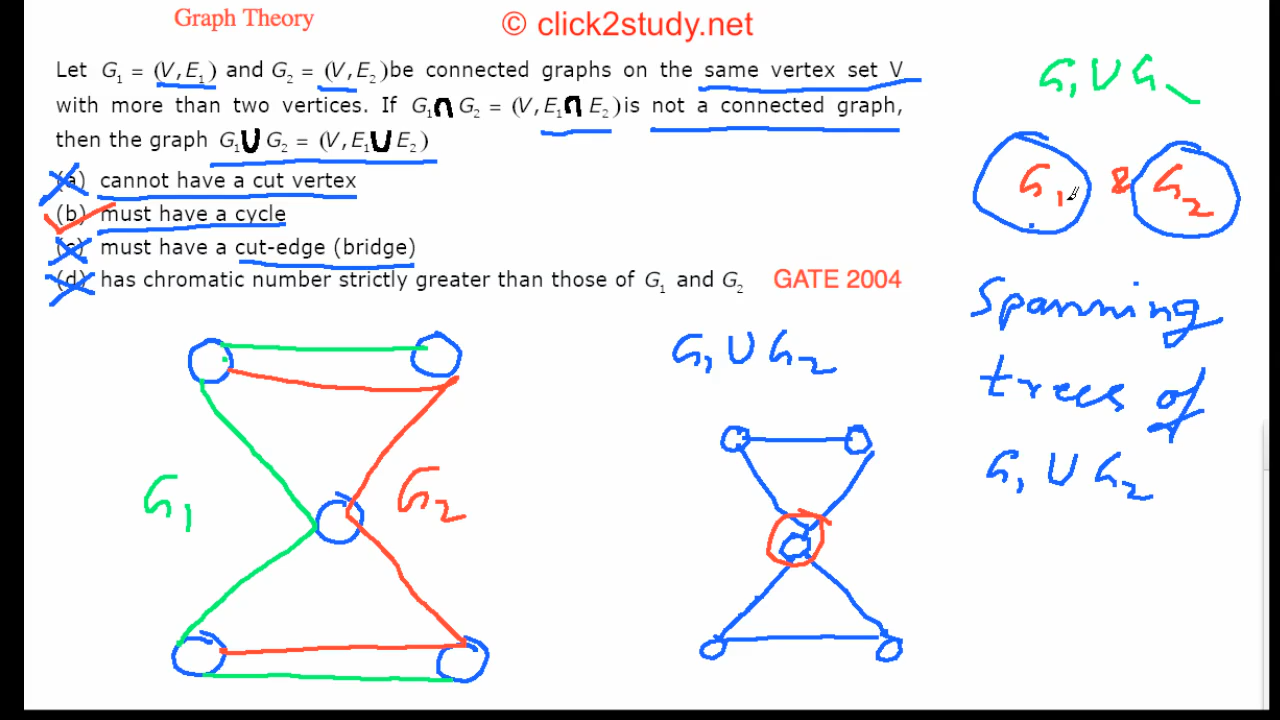 Graph Theory
© click2study.net
Let G₁ = (V,E₁) and G₂ = (V,E₂)be connected graphs on the same vertex set V
with more than two vertices. If G₁∩ G₂ = (V,E₁∩ E₂)is not a connected graph,
then the graph G₁∪ G₂ = (V,E₁∪ E₂)
(a) cannot have a cut vertex
(b) must have a cycle
(c) must have a cut-edge (bridge)
(d) has chromatic number strictly greater than those of G₁ and G₂ GATE 2004
G₁ ∪ G₂
G₁ & G₂
Spanning
trees of
G₁ ∪ G₂
G₁ ∪ G₂
G₁
G₂